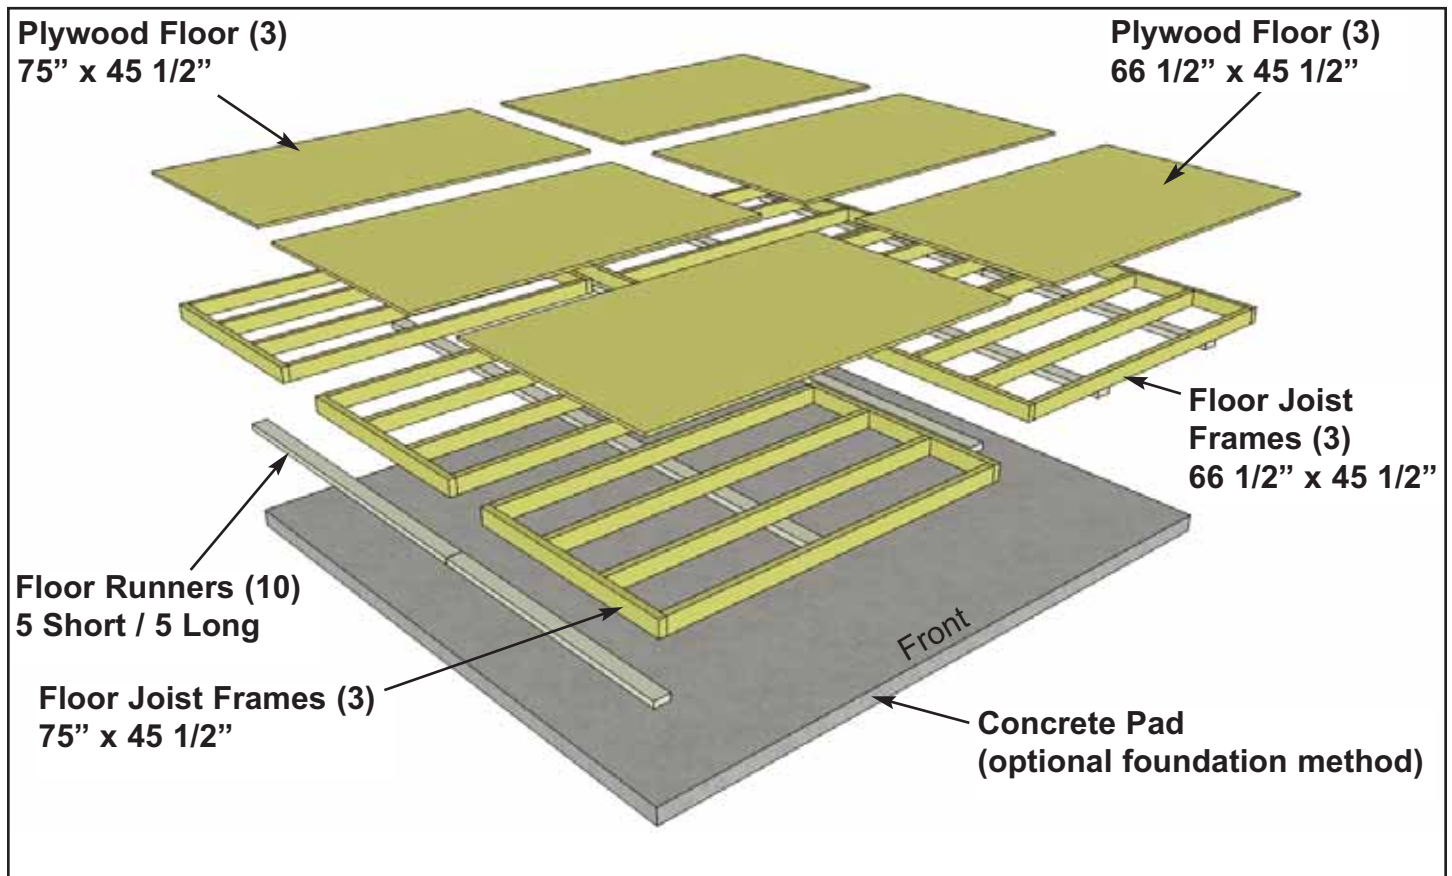 Plywood Floor (3)
75” x 45 1/2”
Plywood Floor (3)
66 1/2” x 45 1/2”
Floor Joist
Frames (3)
66 1/2” x 45 1/2”
Floor Runners (10)
5 Short / 5 Long
Front
Floor Joist Frames (3)
75” x 45 1/2”
Concrete Pad
(optional foundation method)